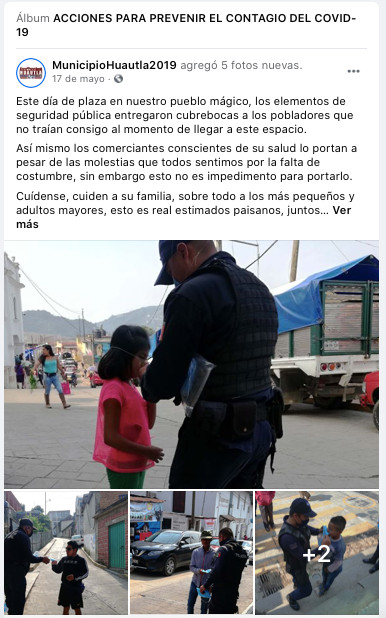 Álbum ACCIONES PARA PREVENIR EL CONTAGIO DEL COVID-
19
MunicipioHuautla2019 agregó 5 fotos nuevas.
17 de mayo ·
Este día de plaza en nuestro pueblo mágico, los elementos de
seguridad pública entregaron cubrebocas a los pobladores que
no traían consigo al momento de llegar a este espacio.
Así mismo los comerciantes conscientes de su salud lo portan a
pesar de las molestias que todos sentimos por la falta de
costumbre, sin embargo esto no es impedimento para portarlo.
Cuídense, cuiden a su familia, sobre todo a los más pequeños y
adultos mayores, esto es real estimados paisanos, juntos... Ver
más
+2